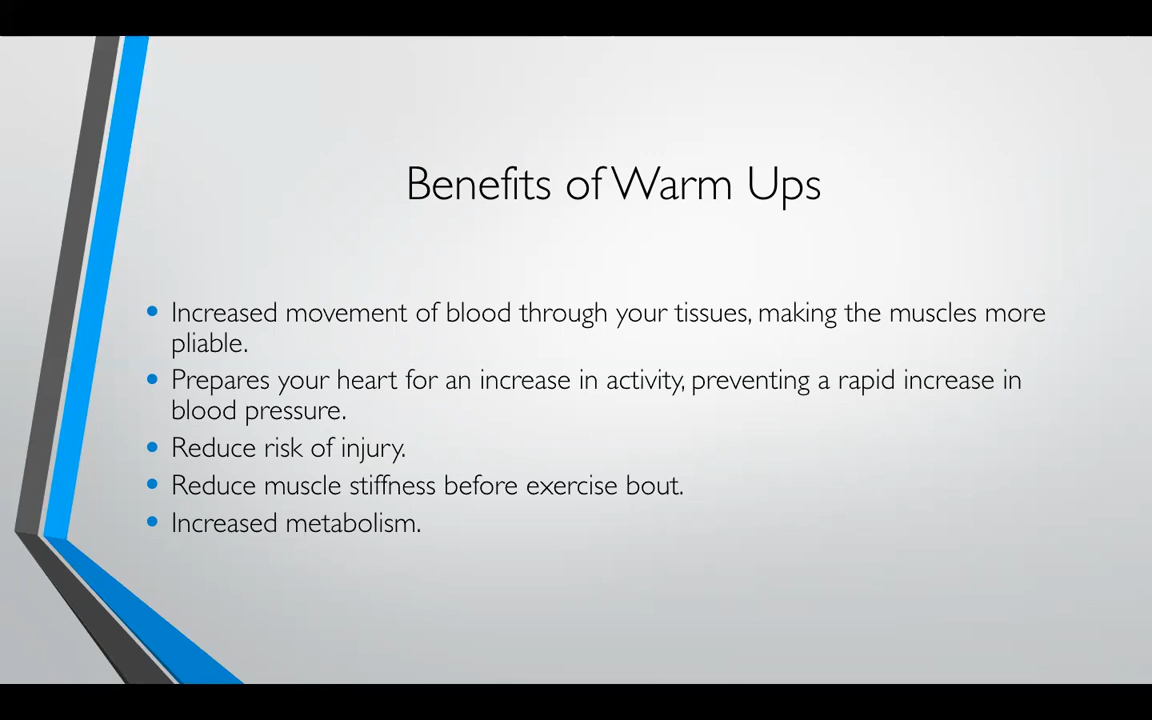 Benefits of Warm Ups
• Increased movement of blood through your tissues, making the muscles more
pliable.
• Prepares your heart for an increase in activity, preventing a rapid increase in
blood pressure.
• Reduce risk of injury.
• Reduce muscle stiffness before exercise bout.
• Increased metabolism.